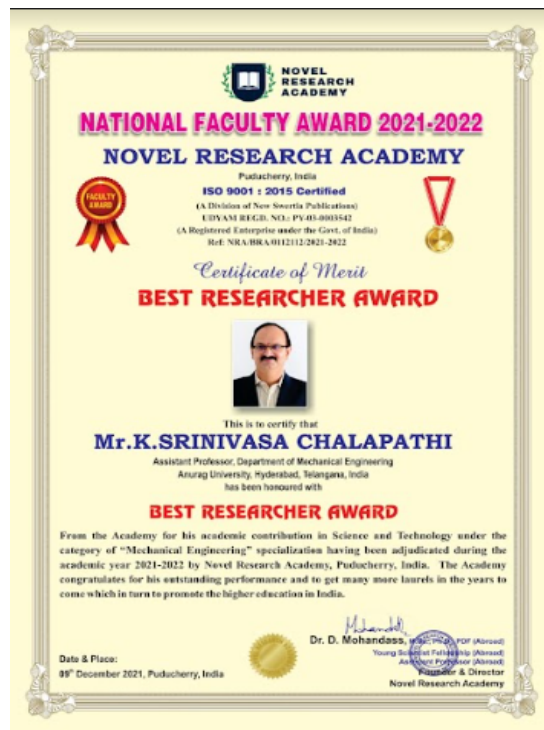 NOVEL
RESEARCH
ACADEMY
NATIONAL FACULTY AWARD 2021-2022
NOVEL RESEARCH ACADEMY
Puducherry, India
ISO 9001 : 2015 Certified
(A Division of New Swertia Publications)
UDYAM REGD. NO.: PY-03-0003542
(A Registered Enterprise under the Govt. of India)
Ref: NRA/BRA/0112112/2021-2022
FACULTY
AWARD
Certificate of Merit
BEST RESEARCHER AWARD
This is to certify that
Mr.K.SRINIVASA CHALAPATHI
Assistant Professor, Department of Mechanical Engineering
Anurag University, Hyderabad, Telangana, India
has been honoured with
BEST RESEARCHER AWARD
From the Academy for his academic contribution in Science and Technology under the
category of “Mechanical Engineering” specialization having been adjudicated during the
academic year 2021-2022 by Novel Research Academy, Puducherry, India. The Academy
congratulates for his outstanding performance and to get many more laurels in the years to
come which in turn to promote the higher education in India.
Dr. D. Mohandass, M.Sc., Ph.D., PDF (Abroad)
Young Scientist Fellowship (Abroad)
Assistant Professor (Abroad)
Founder & Director
Novel Research Academy
Date & Place:
09th December 2021, Puducherry, India